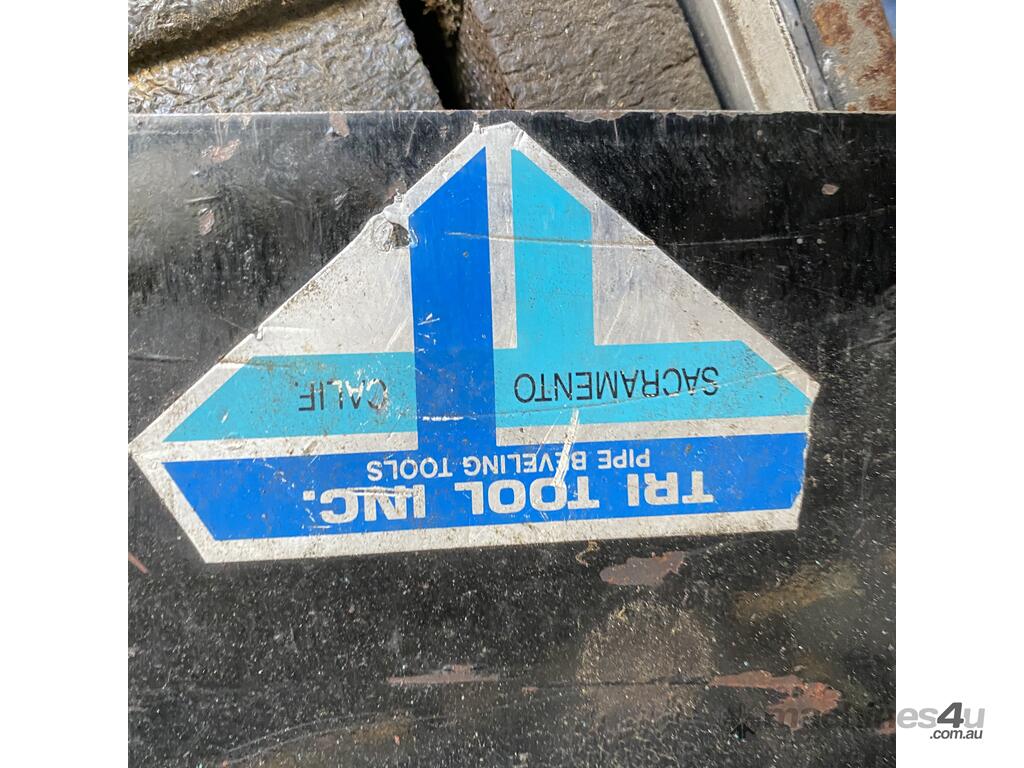 TRI TOOL INC.
PIPE BEVELING TOOLS
SACRAMENTO CALIF.
machines4u
.com.au